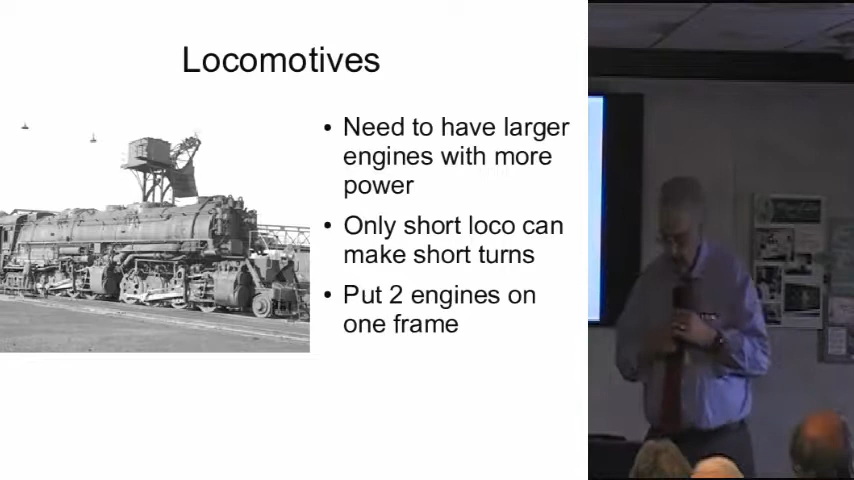 Locomotives
• Need to have larger
engines with more
power
• Only short loco can
make short turns
• Put 2 engines on
one frame